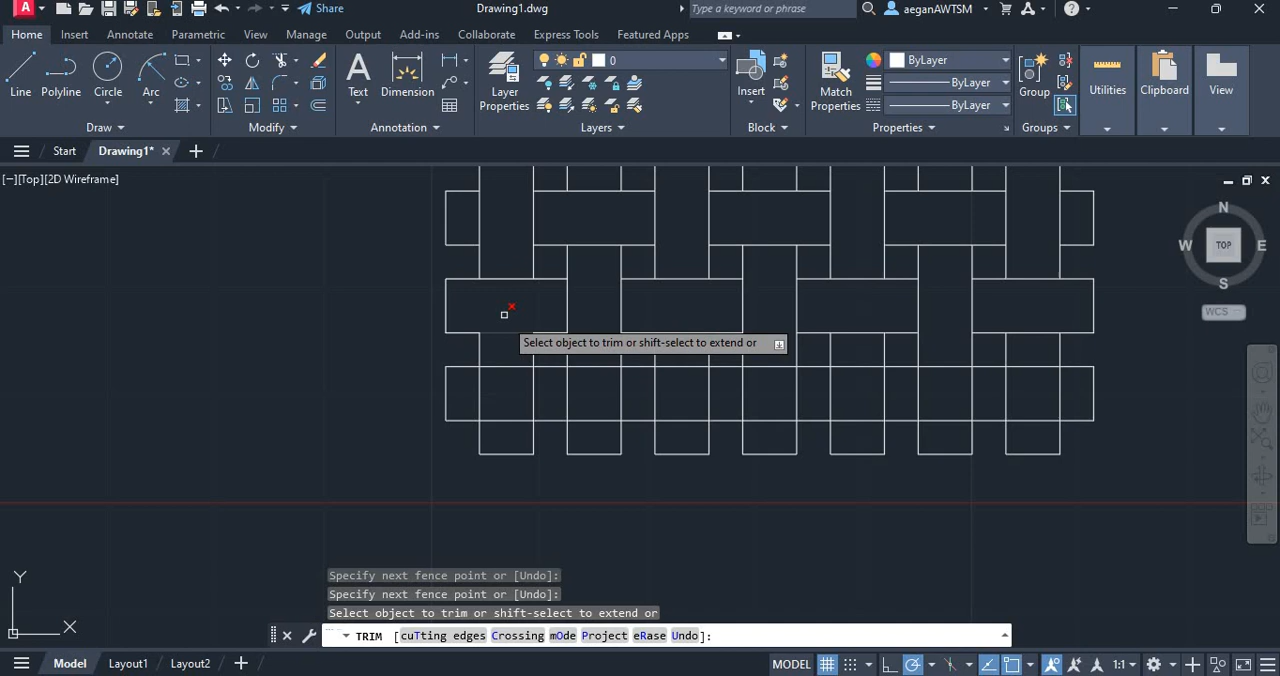 A Share Drawing1.dwg Type a keyword or phrase aeganAWTSM
Home Insert Annotate Parametric View Manage Output Add-ins Collaborate Express Tools Featured Apps
Line Polyline Circle Arc Text Dimension Layer Properties 0 Insert Match Properties ByLayer ByLayer ByLayer Group Utilities Clipboard View
Draw Modify Annotation Layers Block Properties Groups
Start Drawing1*
[−][Top][2D Wireframe]
N
W TOP E
S
WCS
Select object to trim or shift-select to extend or
Y
X
Specify next fence point or [Undo]:
Specify next fence point or [Undo]:
Select object to trim or shift-select to extend or
TRIM [cuTting edges Crossing mOde Project eRase Undo]:
Model Layout1 Layout2 MODEL 1:1